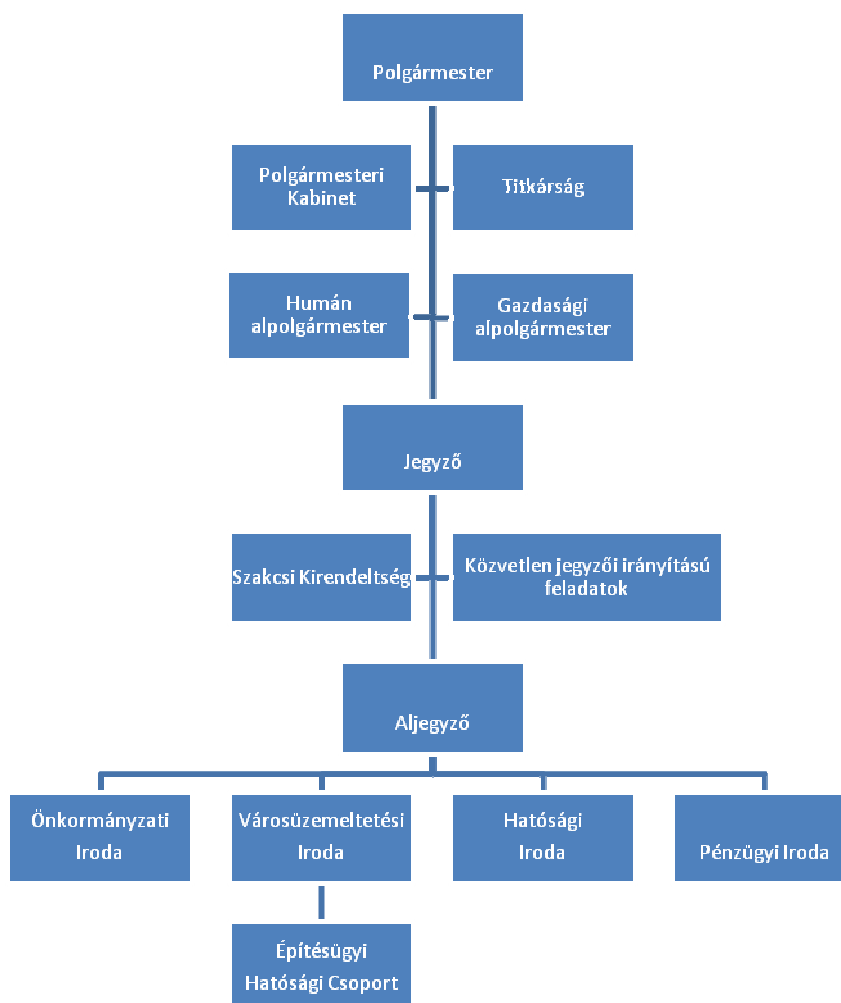 Polgármester
Polgármesteri
Kabinet
Titkárság
Humán
alpolgármester
Gazdasági
alpolgármester
Jegyző
Szakcsi Kirendeltség
Közvetlen jegyzői irányítású
feladatok
Aljegyző
Önkormányzati
Iroda
Városüzemeltetési
Iroda
Hatósági
Iroda
Pénzügyi Iroda
Építésügyi
Hatósági Csoport